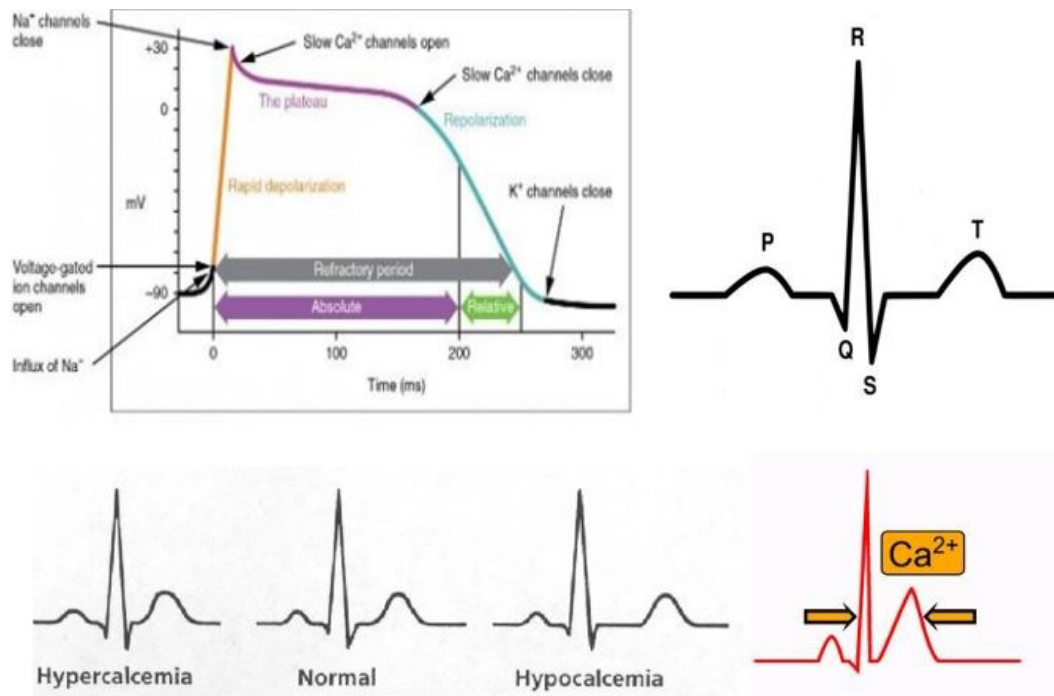 Na⁺ channels
close
+30
Slow Ca²⁺ channels open
Slow Ca²⁺ channels close
The plateau
0
Repolarization
mV
Rapid depolarization
K⁺ channels close
Voltage-gated
ion channels
open
Refractory period
−90
Absolute
Relative
Influx of Na⁺
0
100
200
300
Time (ms)
R
P
T
Q
S
Hypercalcemia
Normal
Hypocalcemia
Ca²⁺